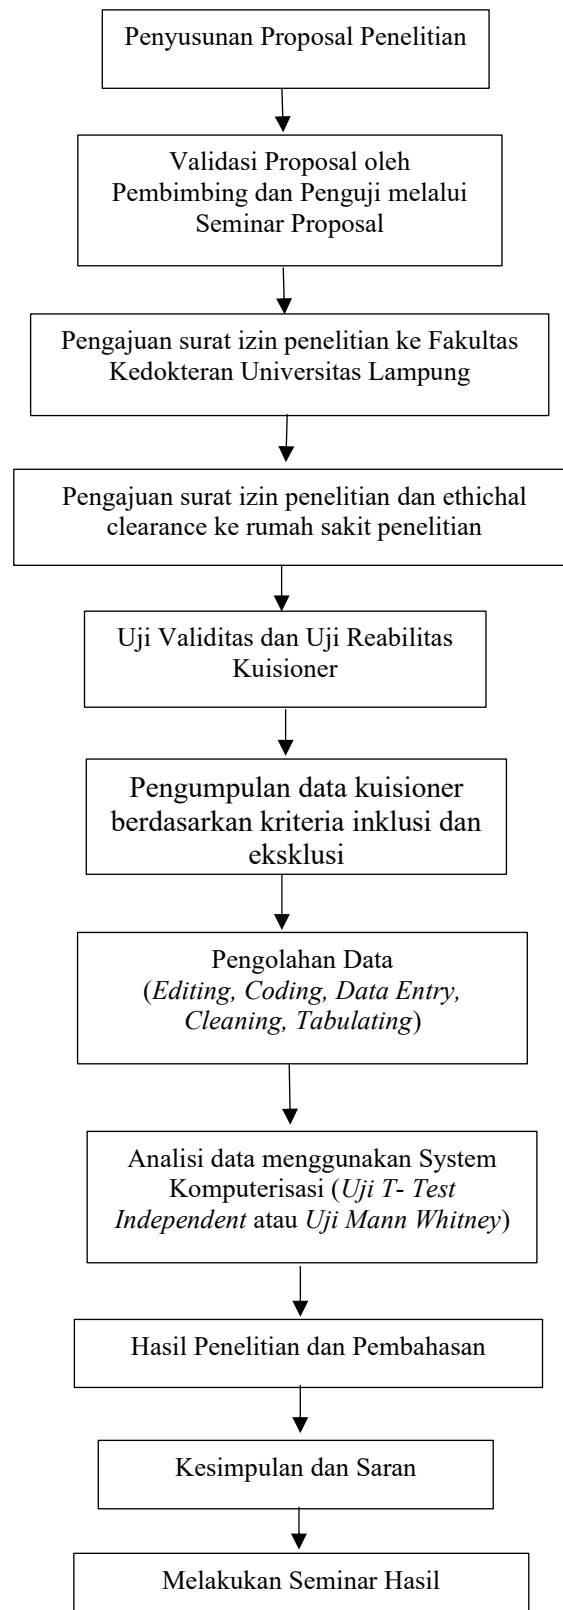 Penyusunan Proposal Penelitian
Validasi Proposal oleh
Pembimbing dan Penguji melalui
Seminar Proposal
Pengajuan surat izin penelitian ke Fakultas
Kedokteran Universitas Lampung
Pengajuan surat izin penelitian dan ethichal
clearance ke rumah sakit penelitian
Uji Validitas dan Uji Reabilitas
Kuisioner
Pengumpulan data kuisioner
berdasarkan kriteria inklusi dan
eksklusi
Pengolahan Data
(Editing, Coding, Data Entry,
Cleaning, Tabulating)
Analisi data menggunakan System
Komputerisasi (Uji T- Test
Independent atau Uji Mann Whitney)
Hasil Penelitian dan Pembahasan
Kesimpulan dan Saran
Melakukan Seminar Hasil